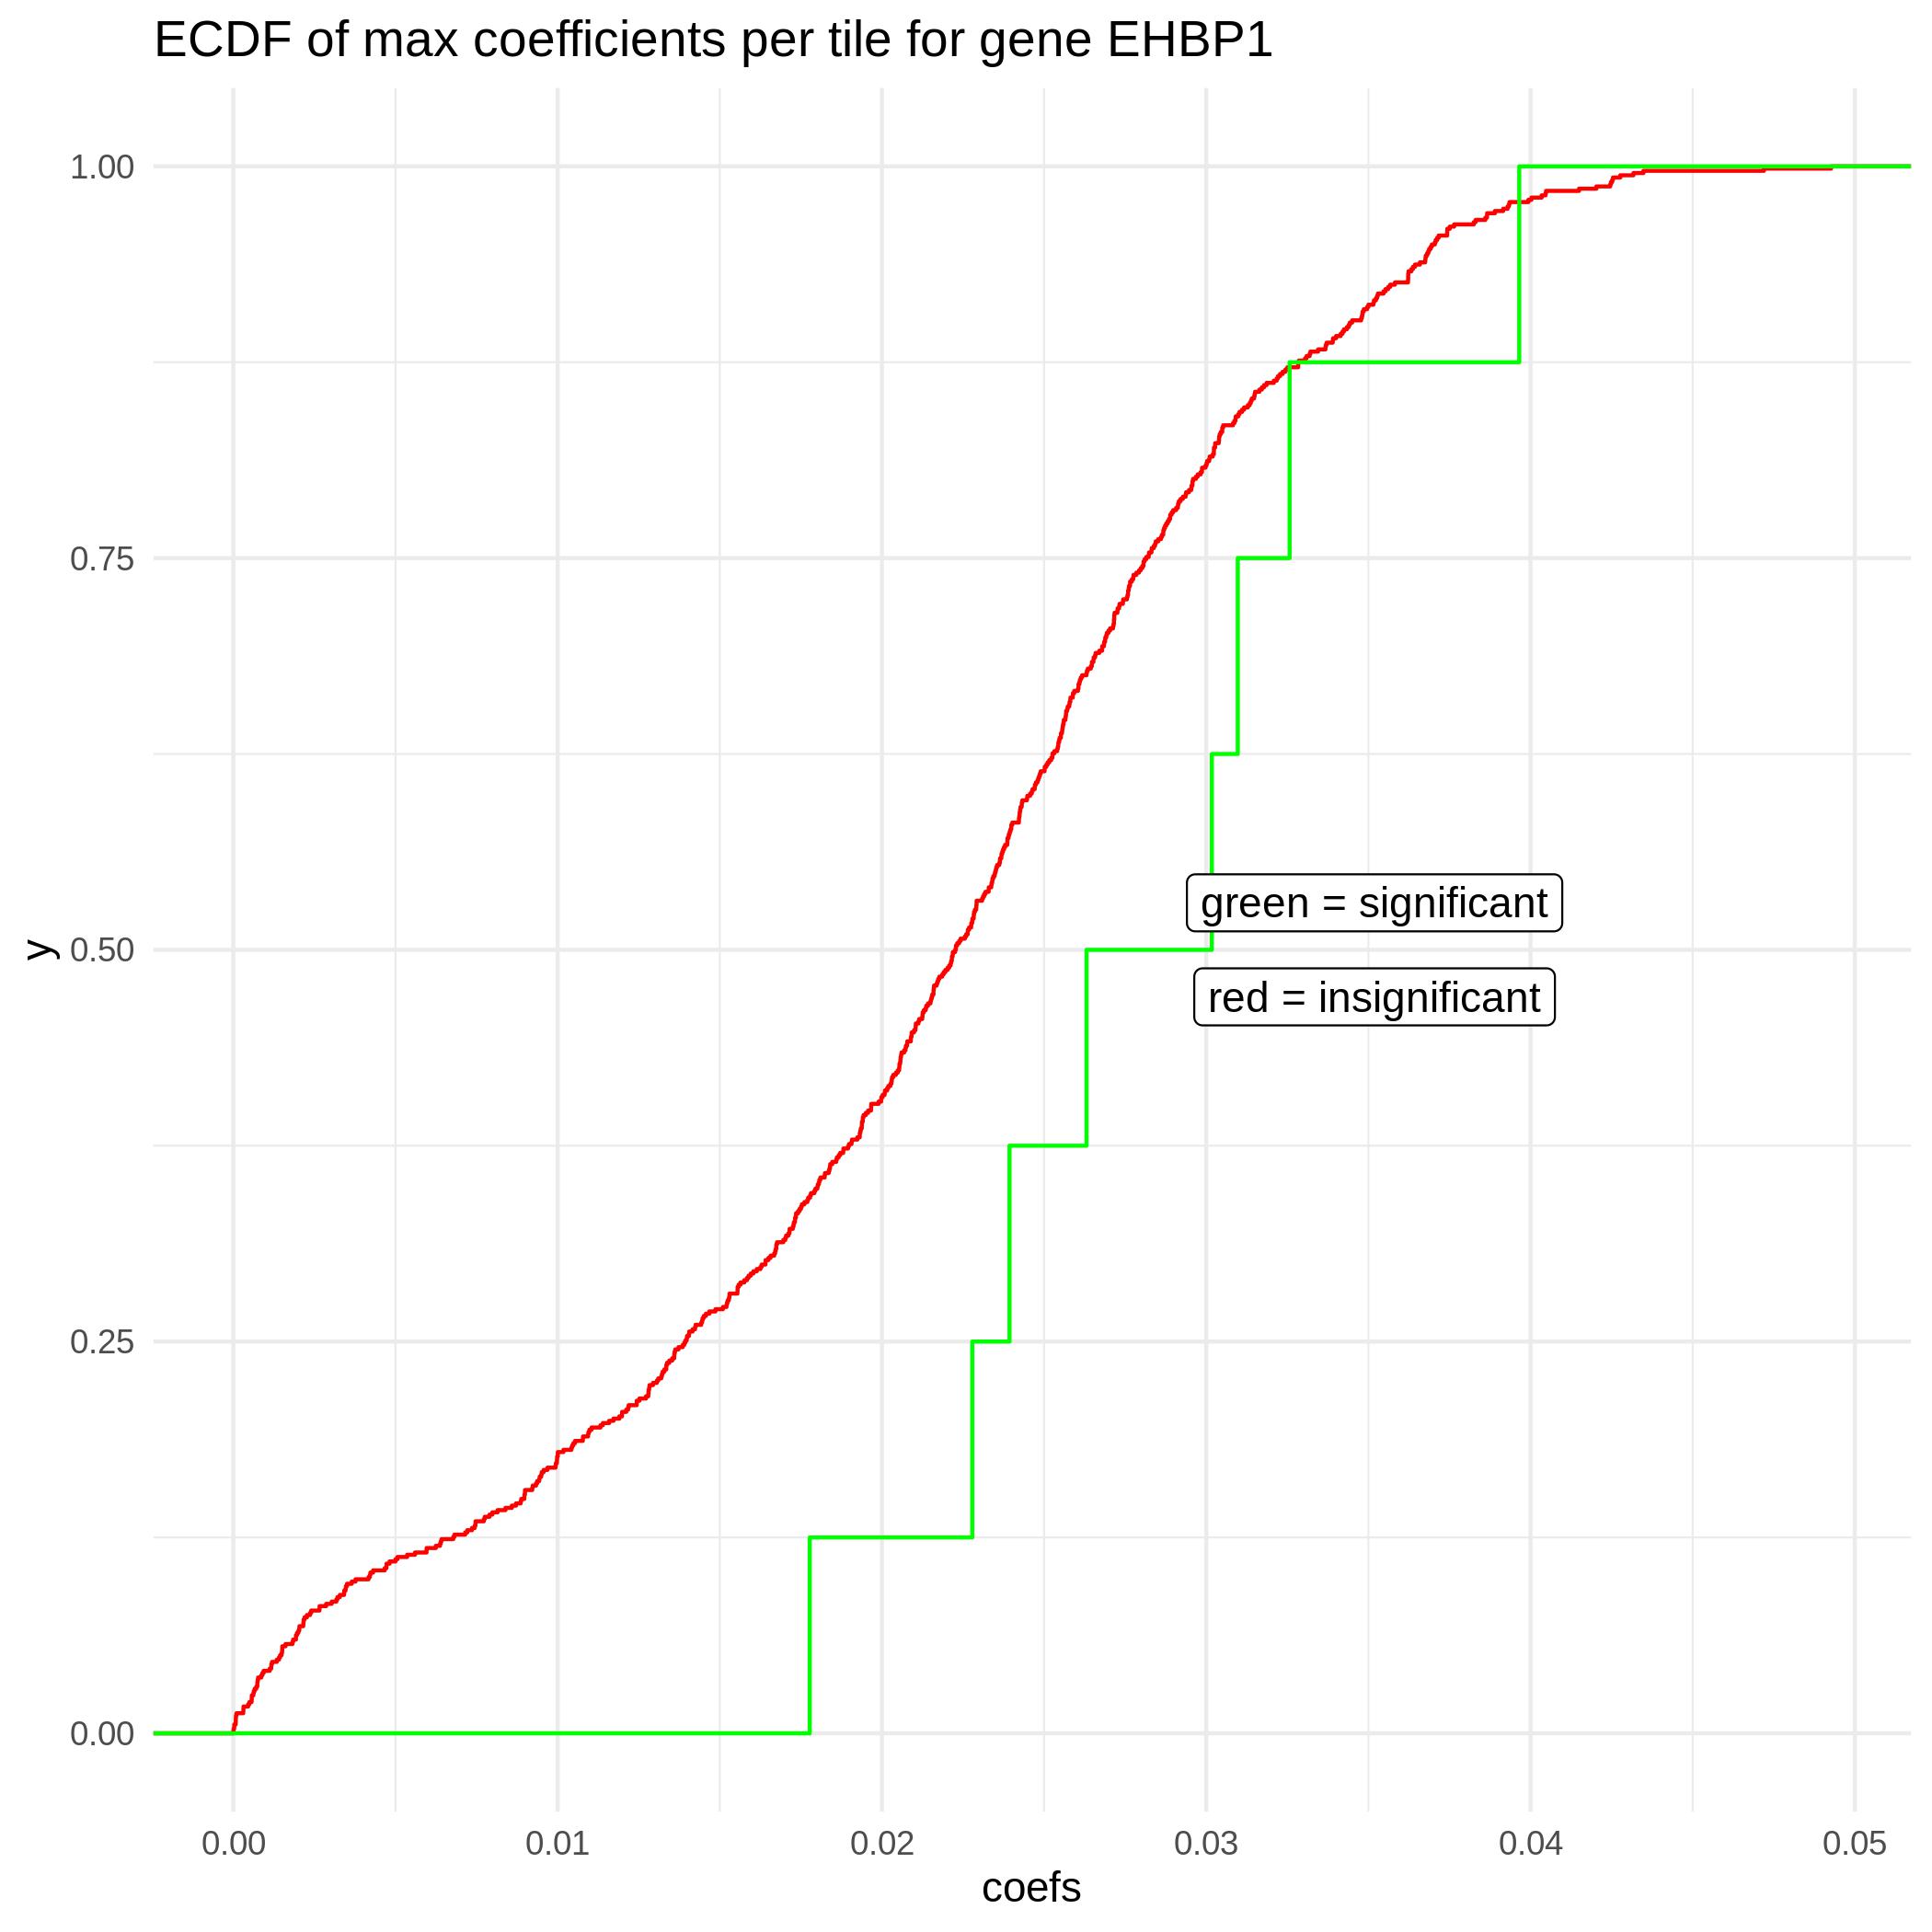 ECDF of max coefficients per tile for gene EHBP1
1.00
0.75
0.50
0.25
0.00
y
green = significant
red = insignificant
0.00 0.01 0.02 0.03 0.04 0.05
coefs